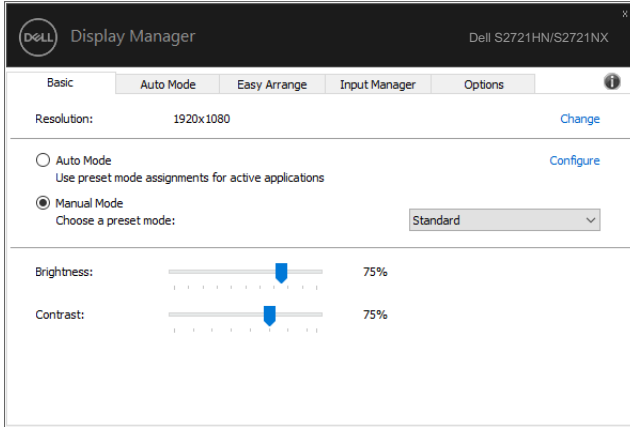 x
DELL Display Manager Dell S2721HN/S2721NX
Basic Auto Mode Easy Arrange Input Manager Options i
Resolution: 1920x1080 Change
Auto Mode Configure
Use preset mode assignments for active applications
Manual Mode
Choose a preset mode: Standard
Brightness: 75%
Contrast: 75%